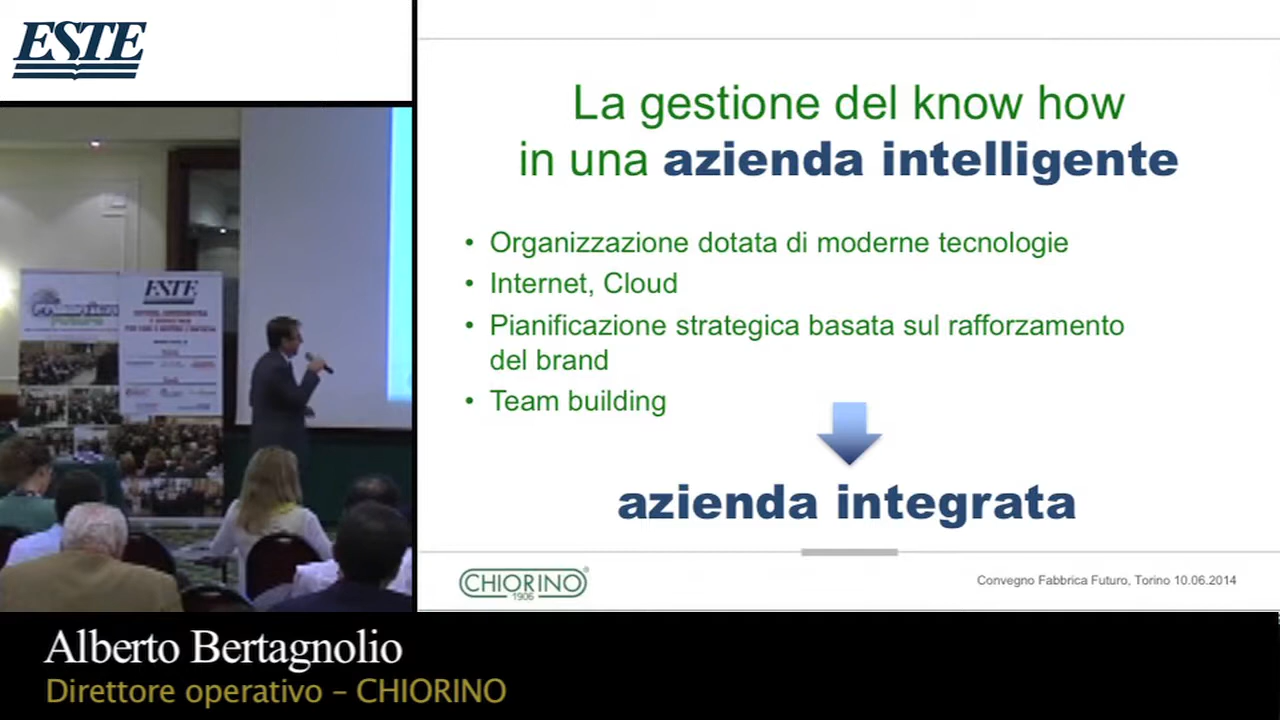 ESTE
La gestione del know how
in una azienda intelligente
• Organizzazione dotata di moderne tecnologie
• Internet, Cloud
• Pianificazione strategica basata sul rafforzamento
del brand
• Team building
azienda integrata
CHIORINO®
1906
Convegno Fabbrica Futuro, Torino 10.06.2014
ESTE
Alberto Bertagnolio
Direttore operativo – CHIORINO